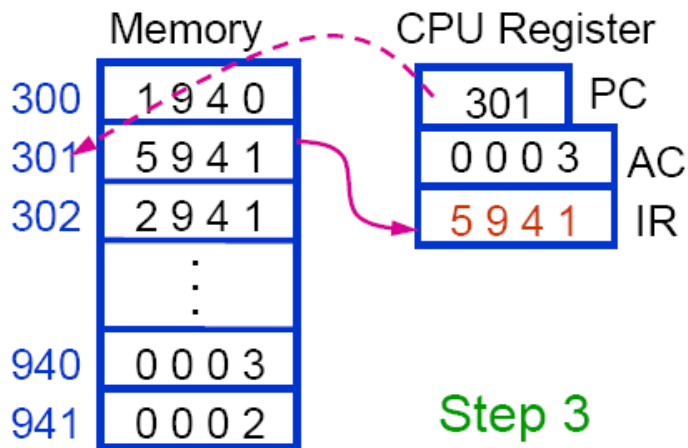 Memory CPU Register
300 1 9 4 0 301 PC
301 5 9 4 1 0 0 0 3 AC
302 2 9 4 1 5 9 4 1 IR
940 0 0 0 3
941 0 0 0 2 Step 3